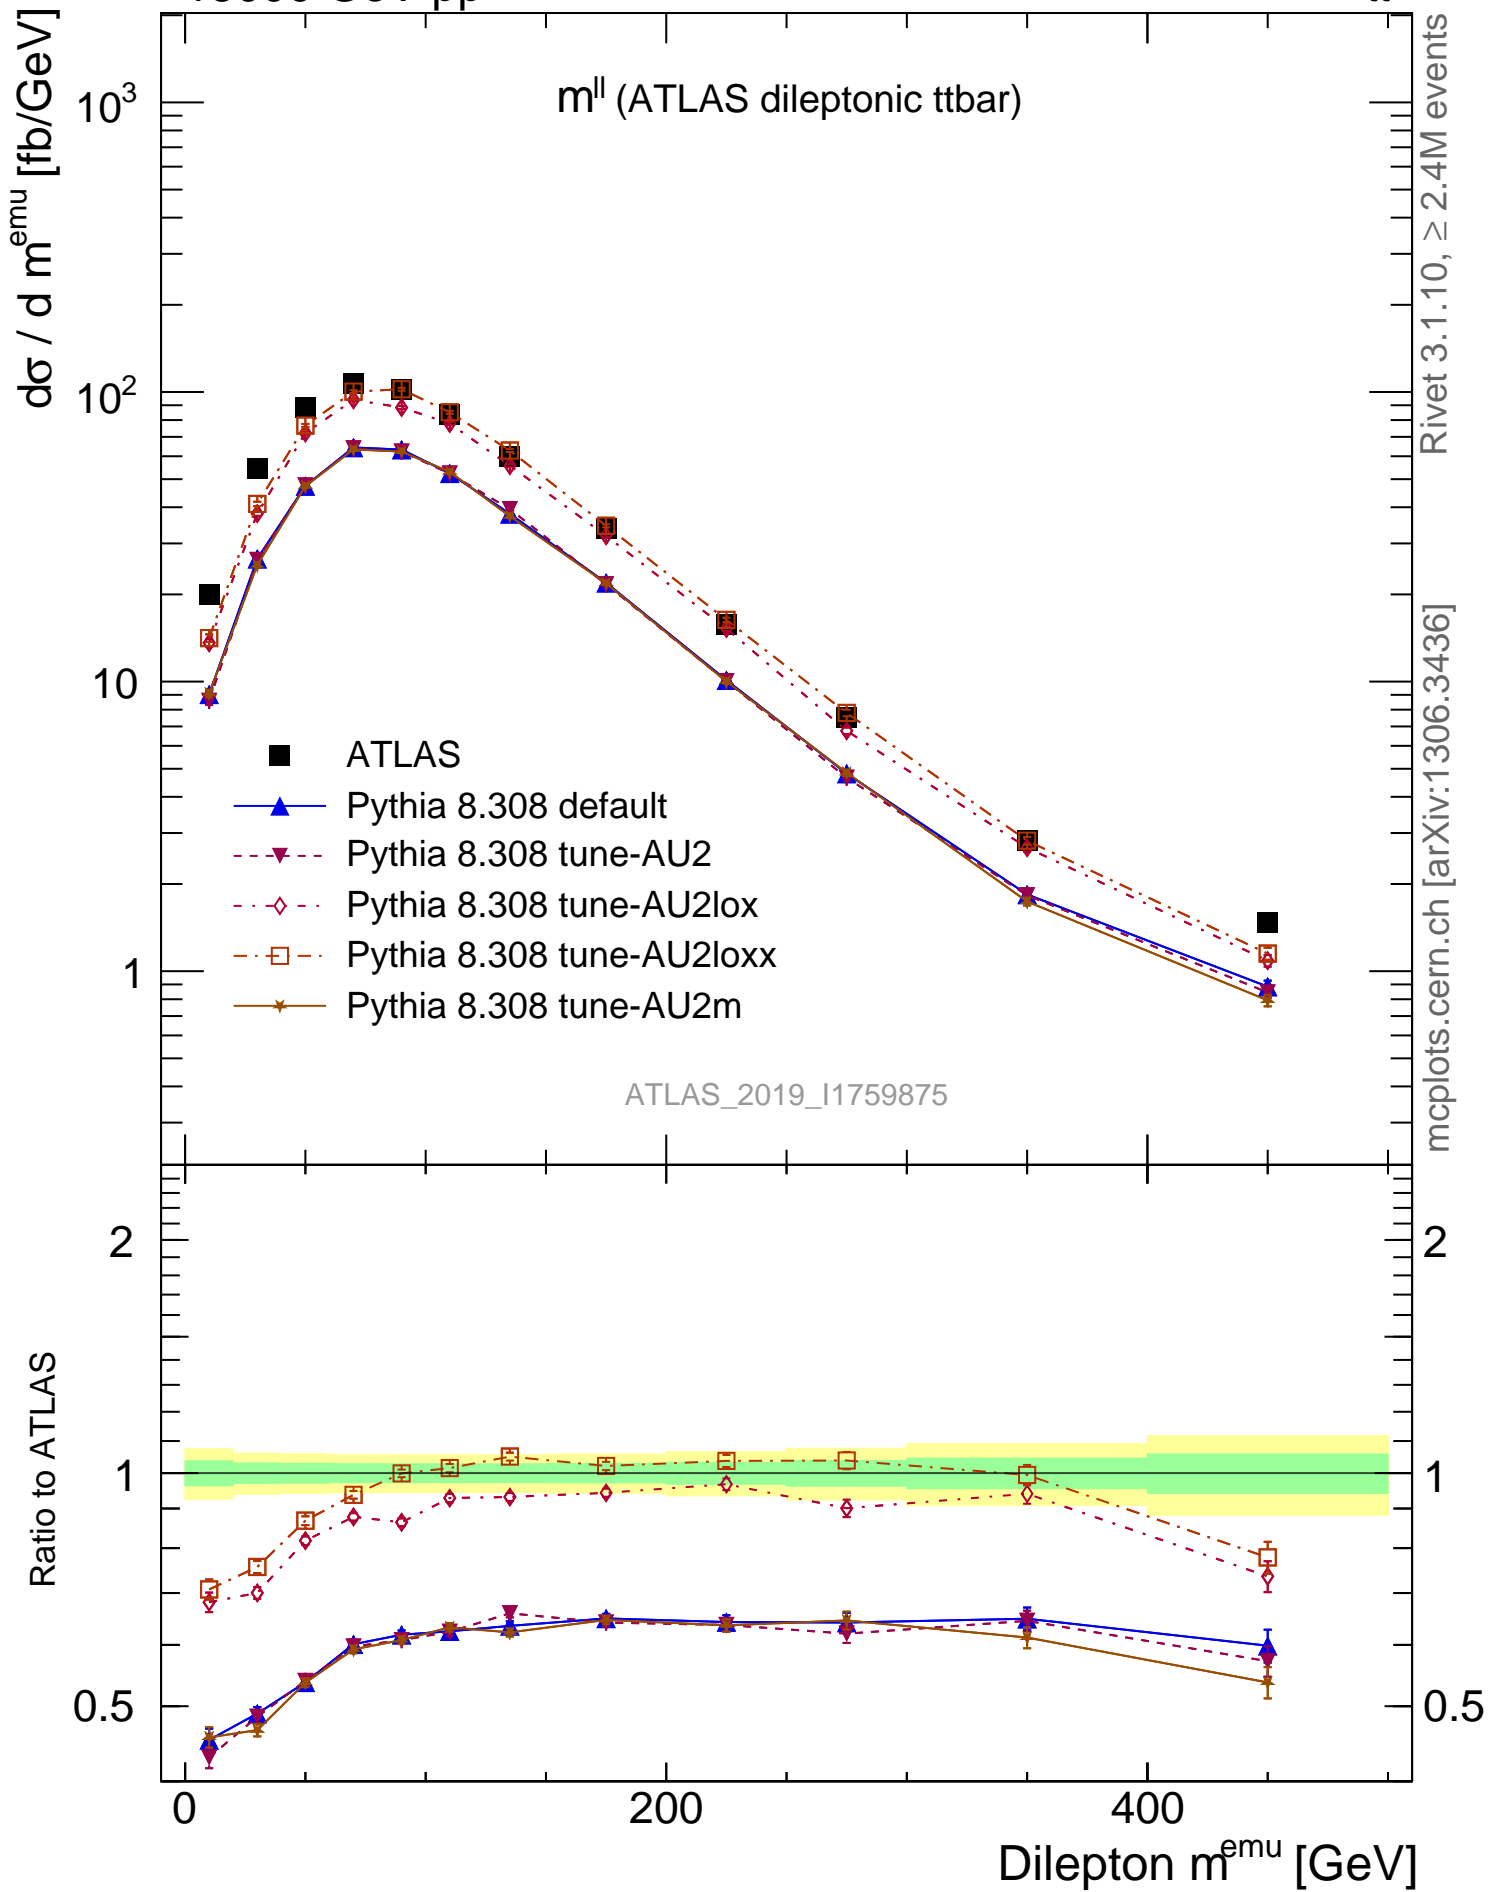 m^ll (ATLAS dileptonic ttbar)
dσ / d m^emu [fb/GeV]
10^3
10^2
10
1
ATLAS
Pythia 8.308 default
Pythia 8.308 tune-AU2
Pythia 8.308 tune-AU2lox
Pythia 8.308 tune-AU2loxx
Pythia 8.308 tune-AU2m
ATLAS_2019_I1759875
Rivet 3.1.10, ≥ 2.4M events
mcplots.cern.ch [arXiv:1306.3436]
Ratio to ATLAS
2
1
0.5
2
1
0.5
0
200
400
Dilepton m^emu [GeV]